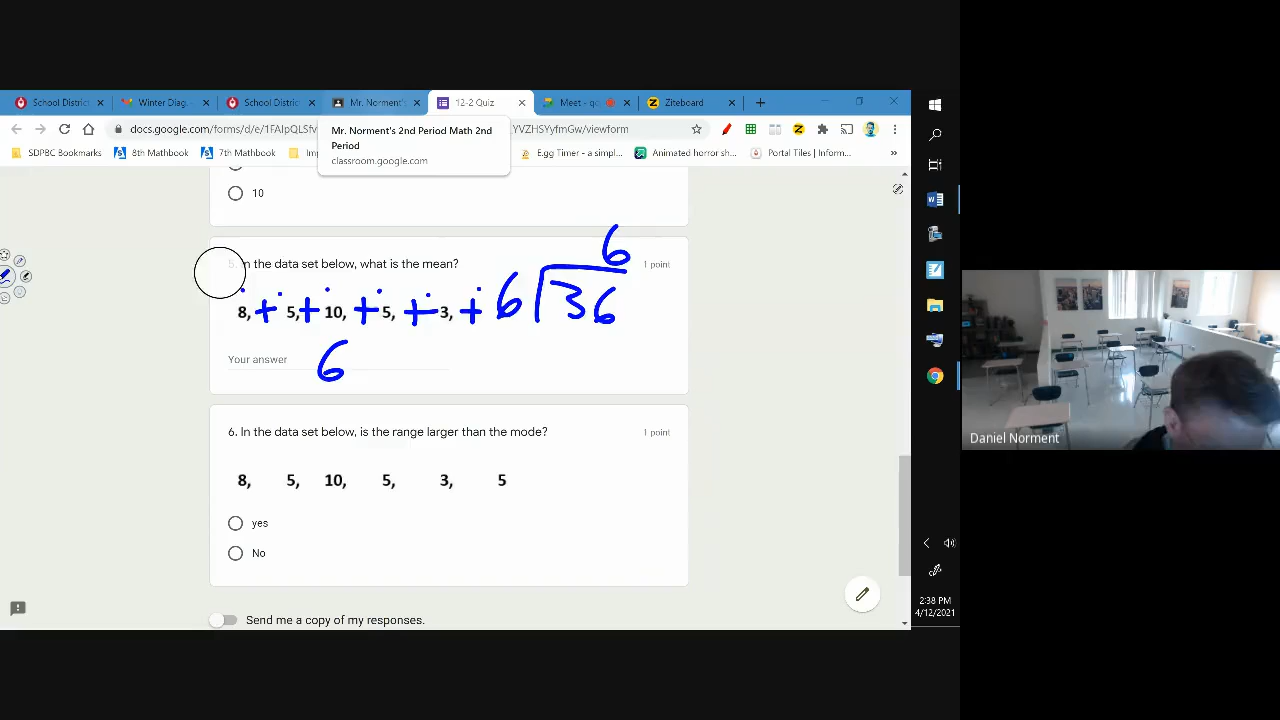 School District
Winter Diag.
School District
Mr. Norment's
12-2 Quiz
Meet - qc
Ziteboard
docs.google.com/forms/d/e/1FAIpQLSfv
YVZHSYyfmGw/viewform
SDPBC Bookmarks
8th Mathbook
7th Mathbook
Egg Timer - a simpl...
Animated horror sh...
Portal Tiles | Inform...
Mr. Norment's 2nd Period Math 2nd
Period
classroom.google.com
10
5. In the data set below, what is the mean?
1 point
6
8, + 5, + 10, + 5, + 3, + 6 36
Your answer
6
6. In the data set below, is the range larger than the mode?
1 point
8, 5, 10, 5, 3, 5
yes
No
Send me a copy of my responses.
Daniel Norment
2:38 PM
4/12/2021